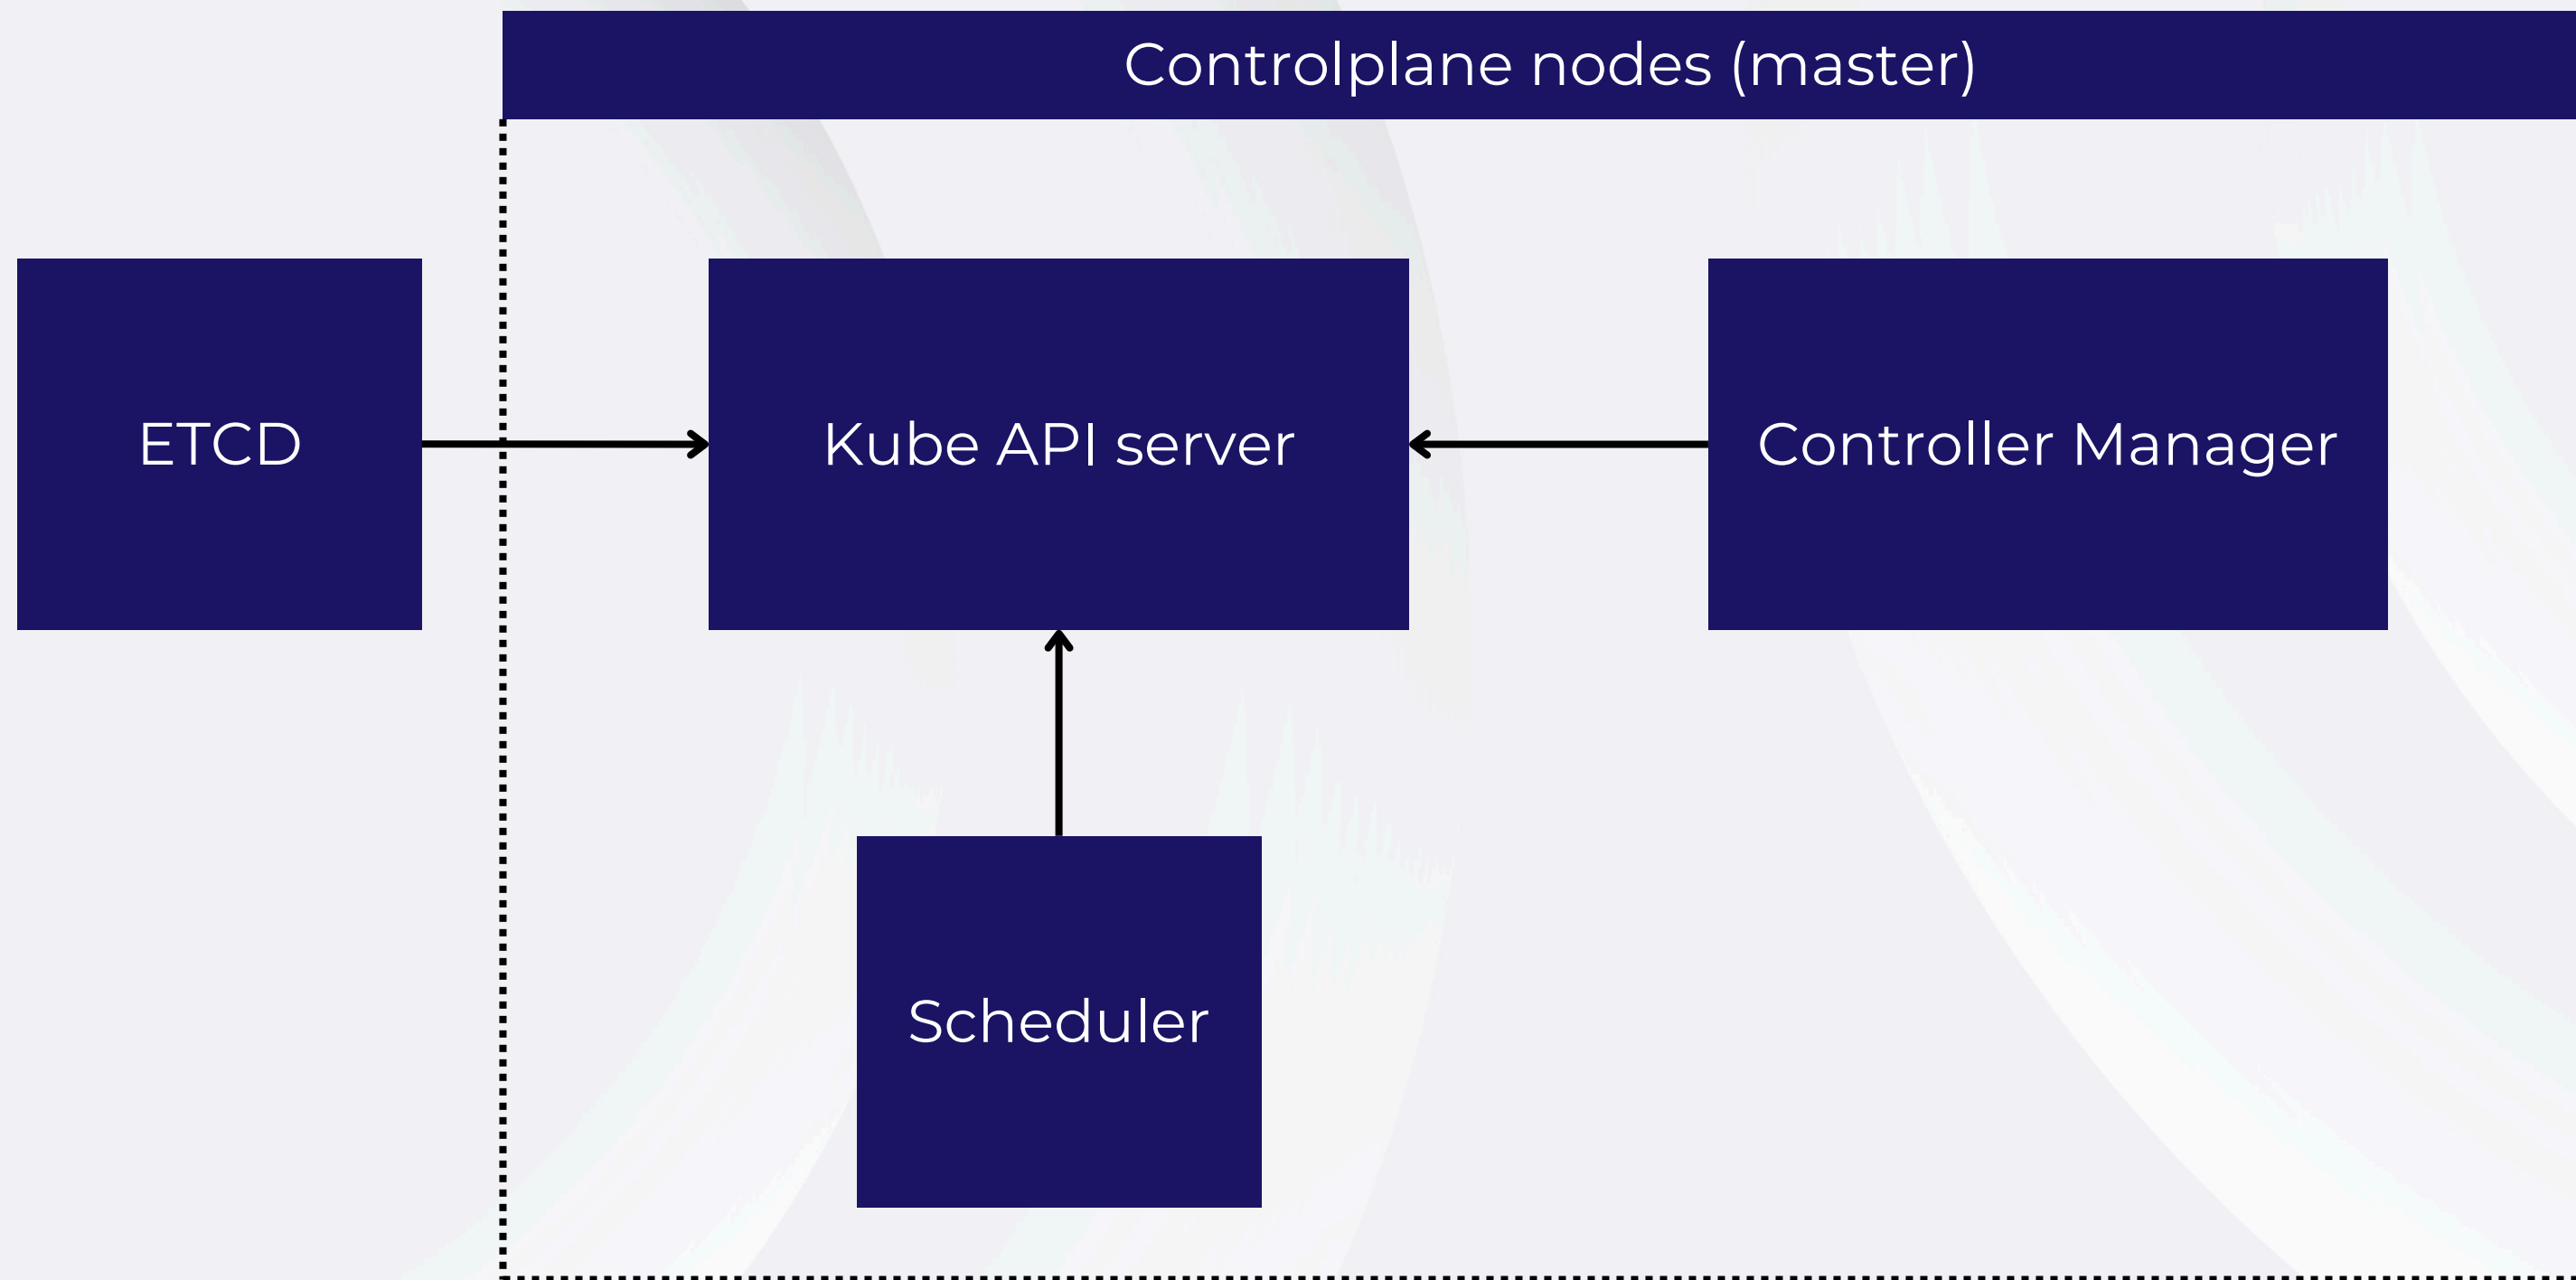 Controlplane nodes (master)
ETCD
Kube API server
Controller Manager
Scheduler